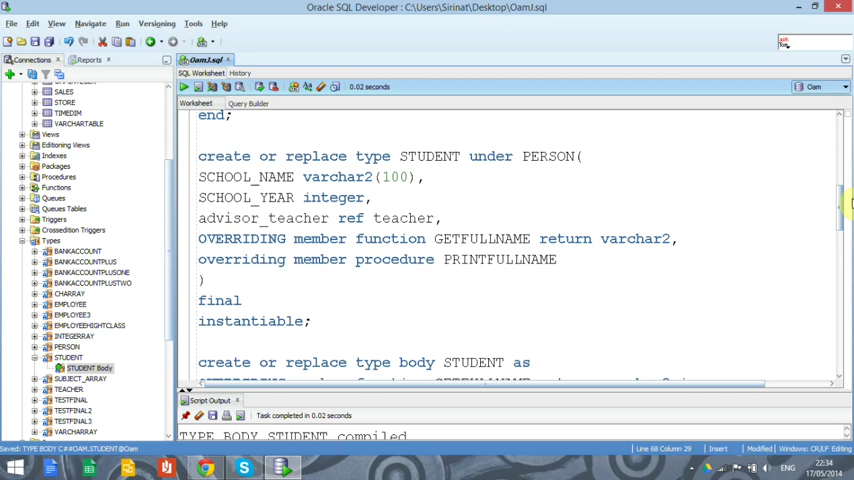 Oracle SQL Developer : C:\Users\Sirinat\Desktop\OamJ.sql
File Edit View Navigate Run Versioning Tools Help
Connections Reports
OamJ.sql
SQL Worksheet History
0.02 seconds
Oam
Worksheet Query Builder
SALES
STORE
TIMEDIM
VARCHARTABLE
Views
Editioning Views
Indexes
Packages
Procedures
Functions
Queues
Queues Tables
Triggers
Crossedition Triggers
Types
BANKACCOUNT
BANKACCOUNTPLUS
BANKACCOUNTPLUSONE
BANKACCOUNTPLUSTWO
CHARRAY
EMPLOYEE
EMPLOYEE3
EMPLOYEEHIGHTCLASS
INTEGERRAY
PERSON
STUDENT
STUDENT Body
SUBJECT_ARRAY
TEACHER
TESTFINAL
TESTFINAL2
TESTFINAL3
VARCHARRAY
end;
create or replace type STUDENT under PERSON(
SCHOOL_NAME varchar2(100),
SCHOOL_YEAR integer,
advisor_teacher ref teacher,
OVERRIDING member function GETFULLNAME return varchar2,
overriding member procedure PRINTFULLNAME
)
final
instantiable;
create or replace type body STUDENT as
Script Output
Task completed in 0.02 seconds
TYPE BODY STUDENT compiled
Saved: TYPE BODY C##OAM.STUDENT@Oam
Line 68 Column 29 Insert Modified Windows: CR/LF Editing
ENG
22:34
17/05/2014